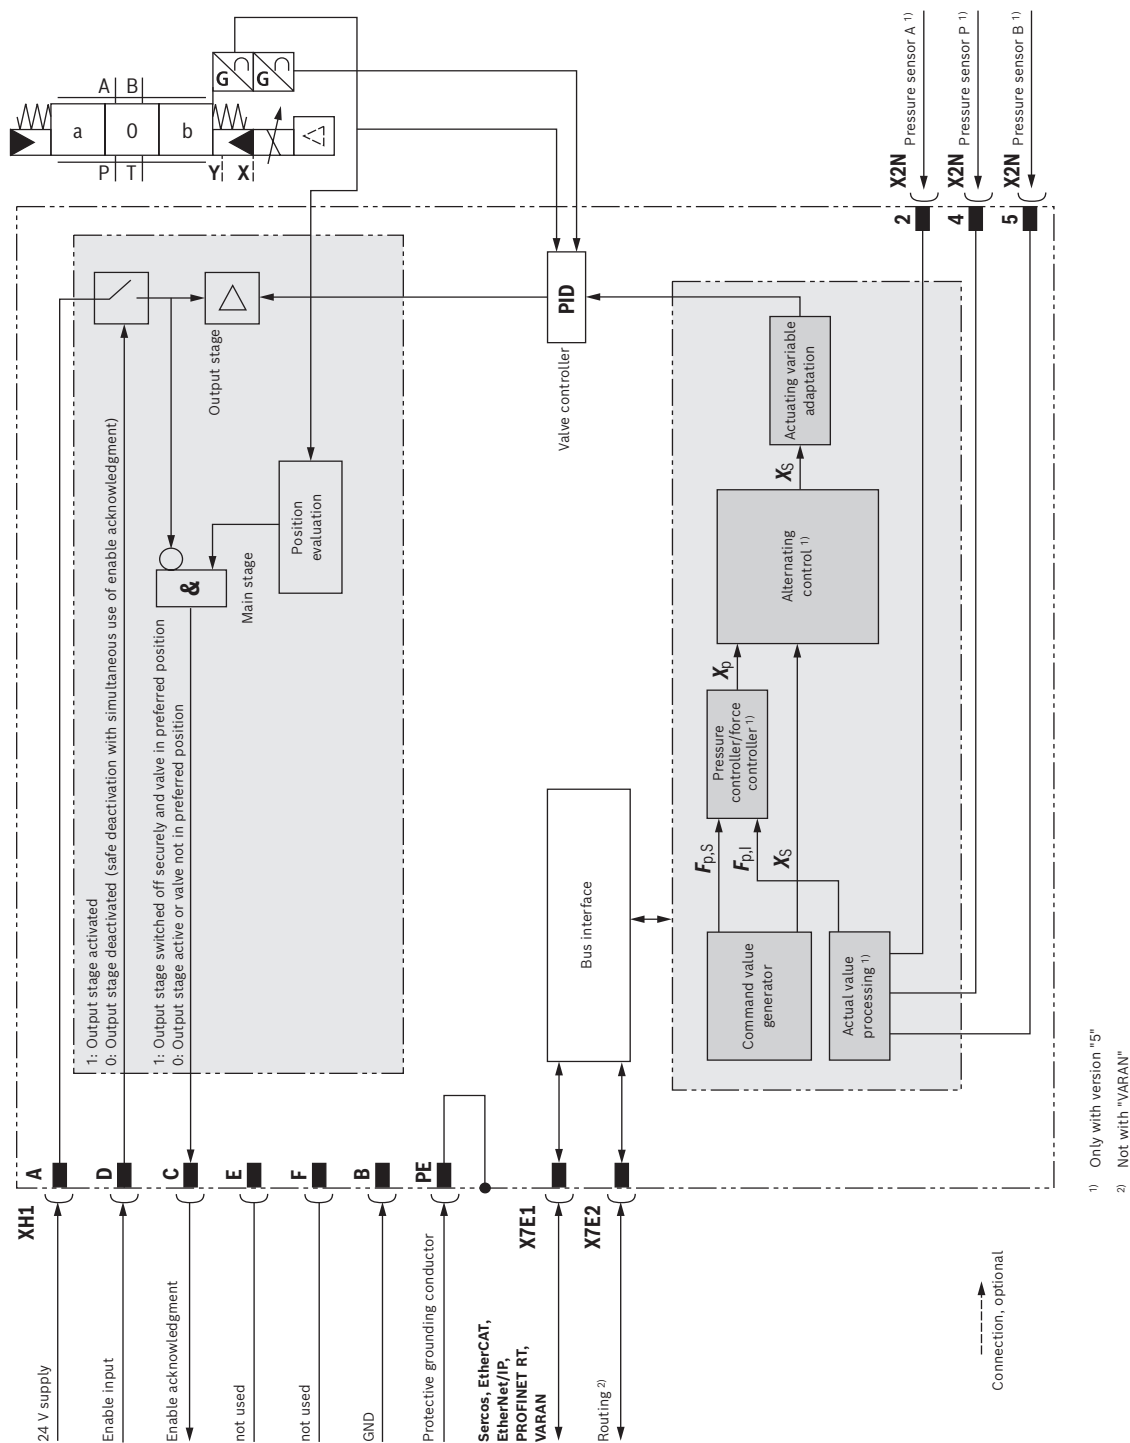 XH1
24 V supply
A
Enable input
D
Enable acknowledgment
C
not used
E
not used
F
GND
B
Protective grounding conductor
PE
Sercos, EtherCAT,
EtherNet/IP,
PROFINET RT,
VARAN
X7E1
Routing 2)
X7E2
1: Output stage activated
0: Output stage deactivated (safe deactivation with simultaneous use of enable acknowledgment)
1: Output stage switched off securely and valve in preferred position
0: Output stage active or valve not in preferred position
&
Main stage
Position
evaluation
Output stage
A B
a 0 b
P T
Y X
G G
Bus interface
PID
Valve controller
Command value
generator
Actual value
processing 1)
Fp,S
Fp,I
XS
Pressure
controller/force
controller 1)
Xp
Alternating
control 1)
XS
Actuating variable
adaptation
2
X2N
Pressure sensor A 1)
4
X2N
Pressure sensor P 1)
5
X2N
Pressure sensor B 1)
Connection, optional
1) Only with version "5"
2) Not with "VARAN"